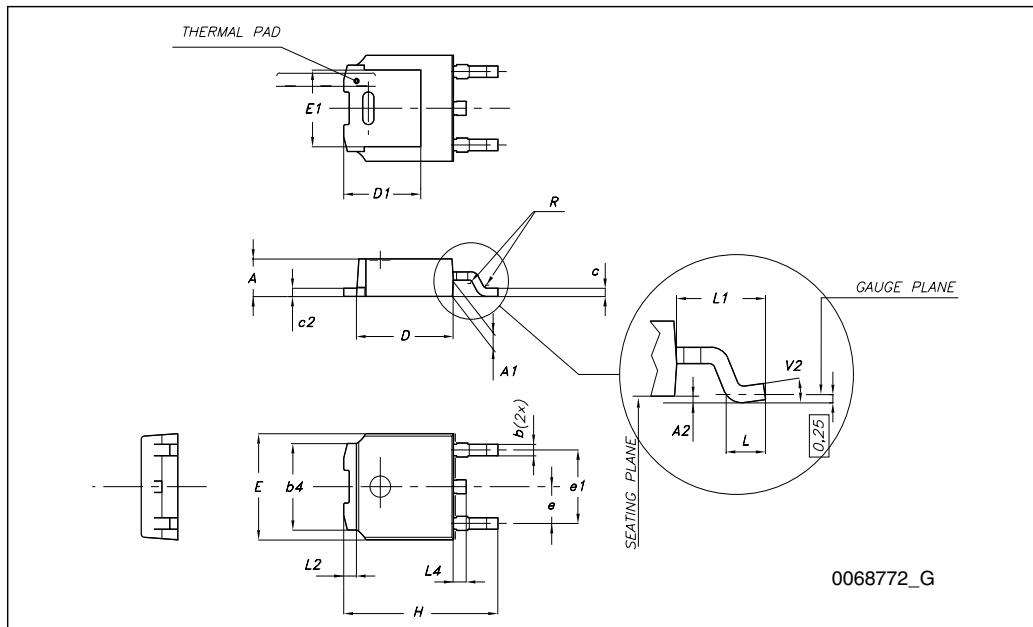 THERMAL PAD
E1
D1
R
A
c
c2
D
A1
L1
GAUGE PLANE
V2
A2
L
0,25
SEATING PLANE
b(2x)
E
b4
e
e1
L2
L4
H
0068772_G